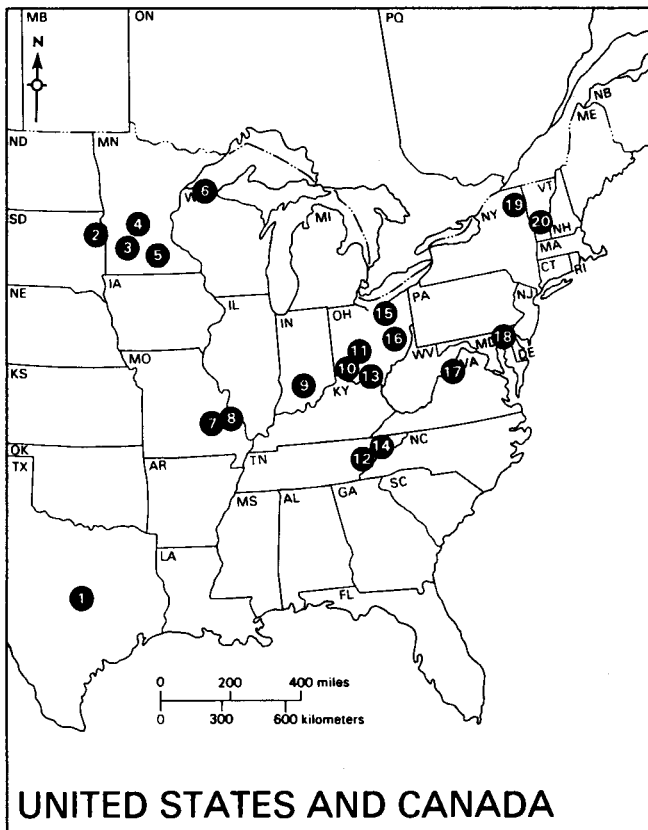 MB
ON
PQ
N
NB
ME
ND
MN
VT
6
W
19
NY
SD
4
MI
20
NH
2
3
MA
5
CT
RI
IA
PA
NE
IL
NJ
IN
OH
15
MO
16
18
11
MD
WV
DE
KS
10
13
17
VA
9
KY
7
8
14
NC
OK
TN
12
TX
AR
SC
MS
AL
GA
LA
1
FL
0 200 400 miles
0 300 600 kilometers
UNITED STATES AND CANADA